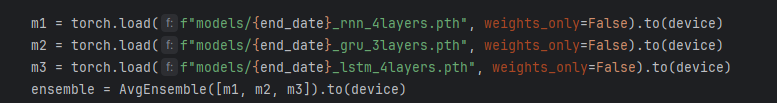 m1 = torch.load(f: f"models/{end_date}_rnn_4layers.pth", weights_only=False).to(device)
m2 = torch.load(f: f"models/{end_date}_gru_3layers.pth", weights_only=False).to(device)
m3 = torch.load(f: f"models/{end_date}_lstm_4layers.pth", weights_only=False).to(device)
ensemble = AvgEnsemble([m1, m2, m3]).to(device)